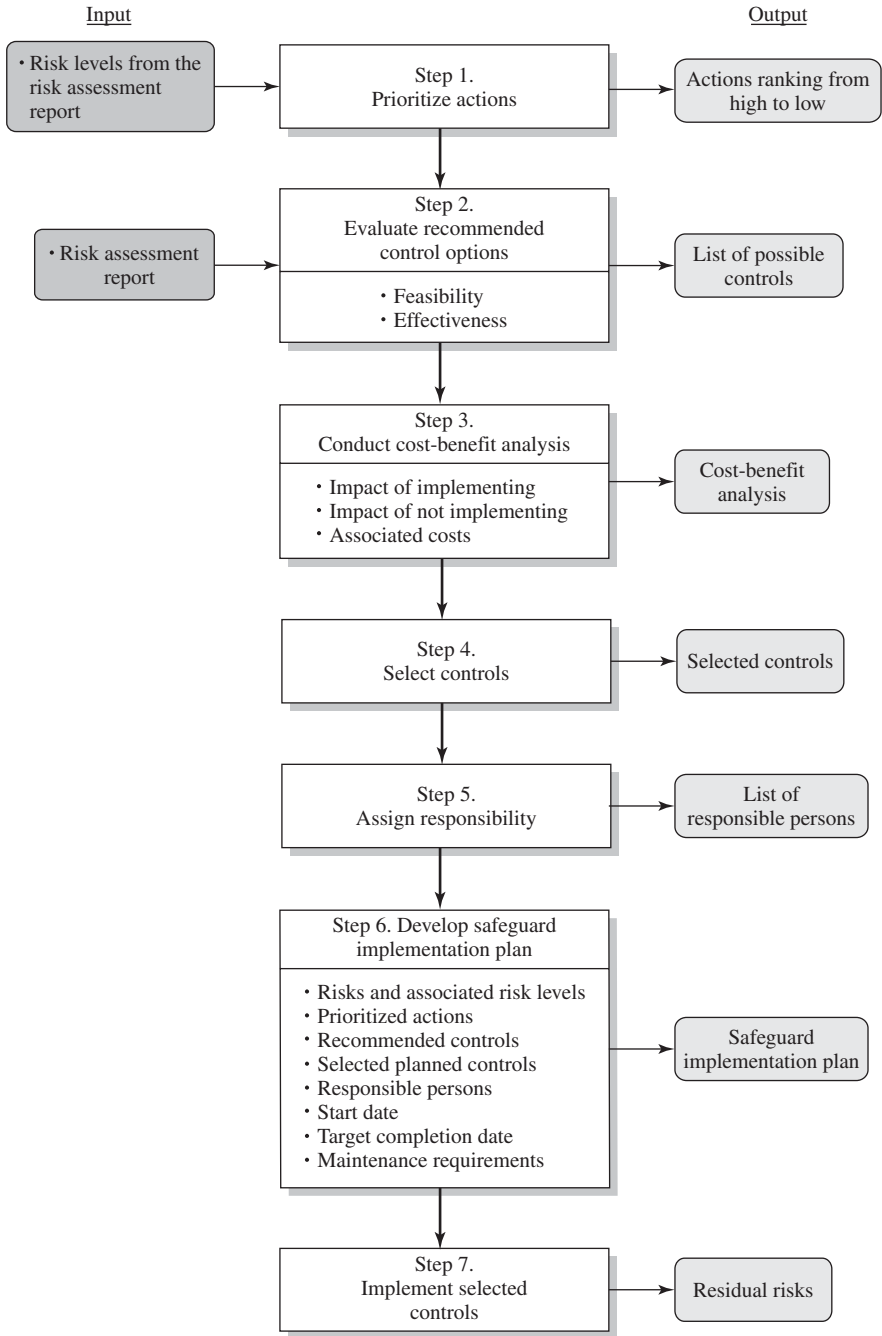 Input
Output
• Risk levels from the
risk assessment
report
Step 1.
Prioritize actions
Actions ranking from
high to low
• Risk assessment
report
Step 2.
Evaluate recommended
control options
• Feasibility
• Effectiveness
List of possible
controls
Step 3.
Conduct cost-benefit analysis
• Impact of implementing
• Impact of not implementing
• Associated costs
Cost-benefit
analysis
Step 4.
Select controls
Selected controls
Step 5.
Assign responsibility
List of
responsible persons
Step 6. Develop safeguard
implementation plan
• Risks and associated risk levels
• Prioritized actions
• Recommended controls
• Selected planned controls
• Responsible persons
• Start date
• Target completion date
• Maintenance requirements
Safeguard
implementation plan
Step 7.
Implement selected
controls
Residual risks